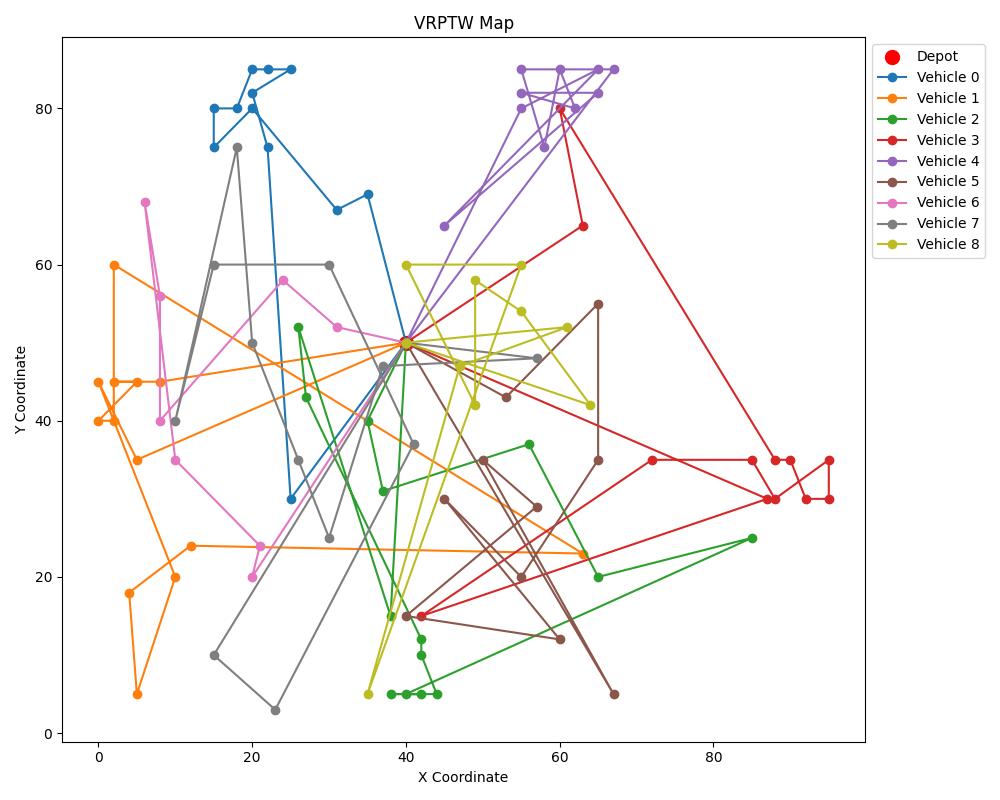 VRPTW Map
Y Coordinate
80
60
40
20
0
0 20 40 60 80
X Coordinate
Depot
Vehicle 0
Vehicle 1
Vehicle 2
Vehicle 3
Vehicle 4
Vehicle 5
Vehicle 6
Vehicle 7
Vehicle 8